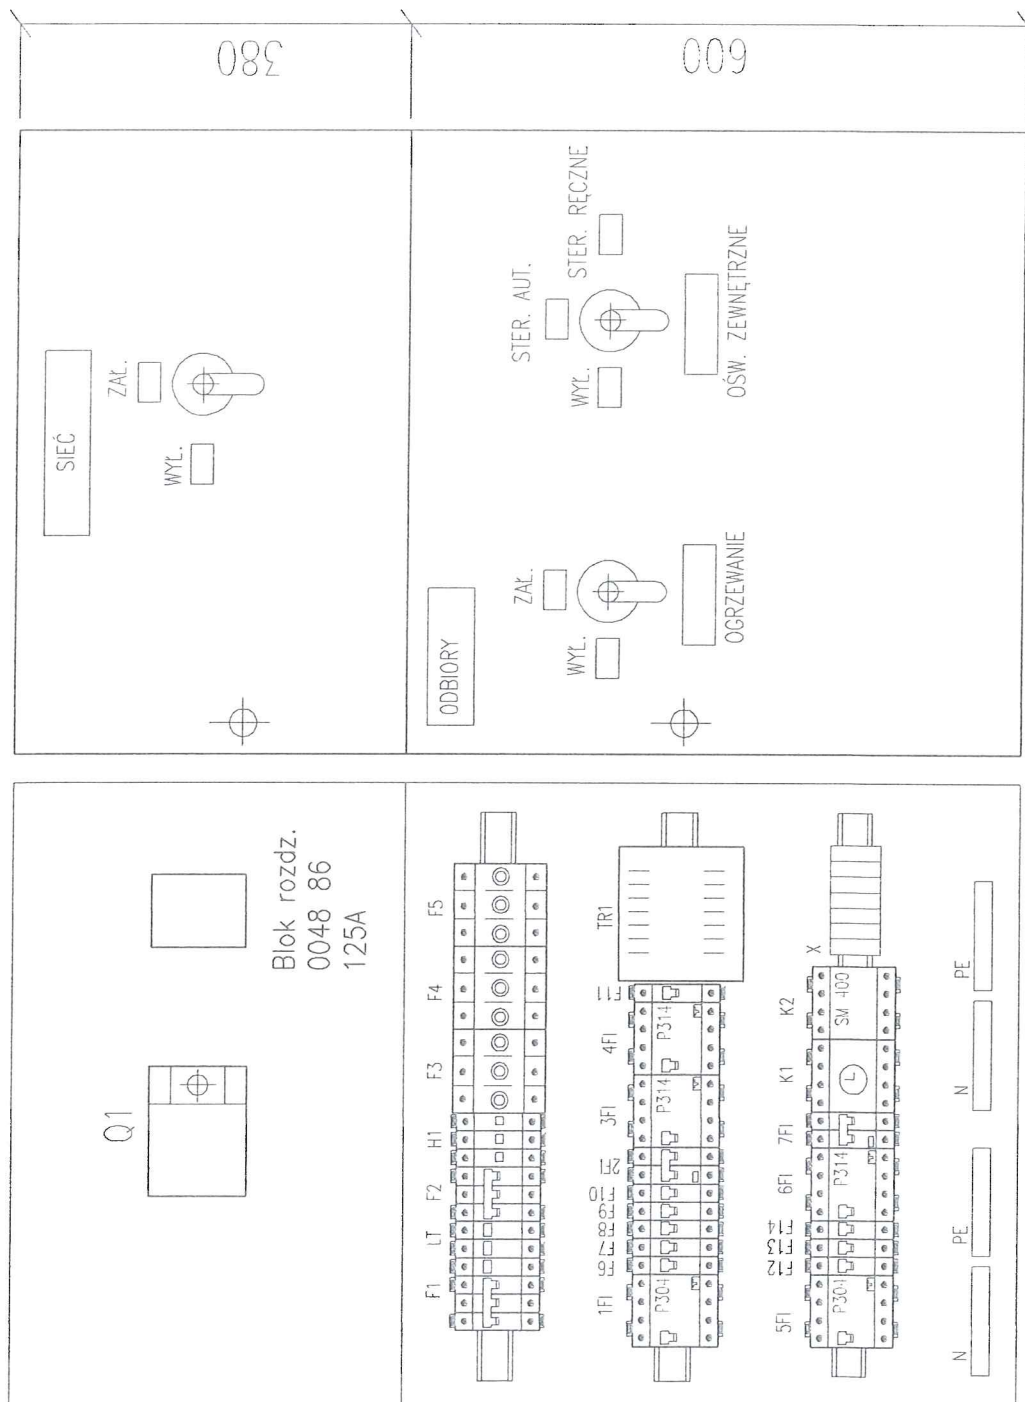 380
600
SIEĆ
ZAŁ.
WYŁ.
ODBIORY
ZAŁ.
WYŁ.
OGRZEWANIE
STER. AUT.
STER. RĘCZNE
WYŁ.
OŚW. ZEWNĘTRZNE
Q1
Blok rozdz.
0048 86
125A
F1
LT
F2
H1
F3
F4
F5
1FI
F6
F7
F8
F9
F10
2FI
3FI
4FI
F11
TR1
P304
P314
P314
5FI
F12
F13
F14
6FI
7FI
K1
K2
X
P304
P314
L
SM 400
N
PE
N
PE